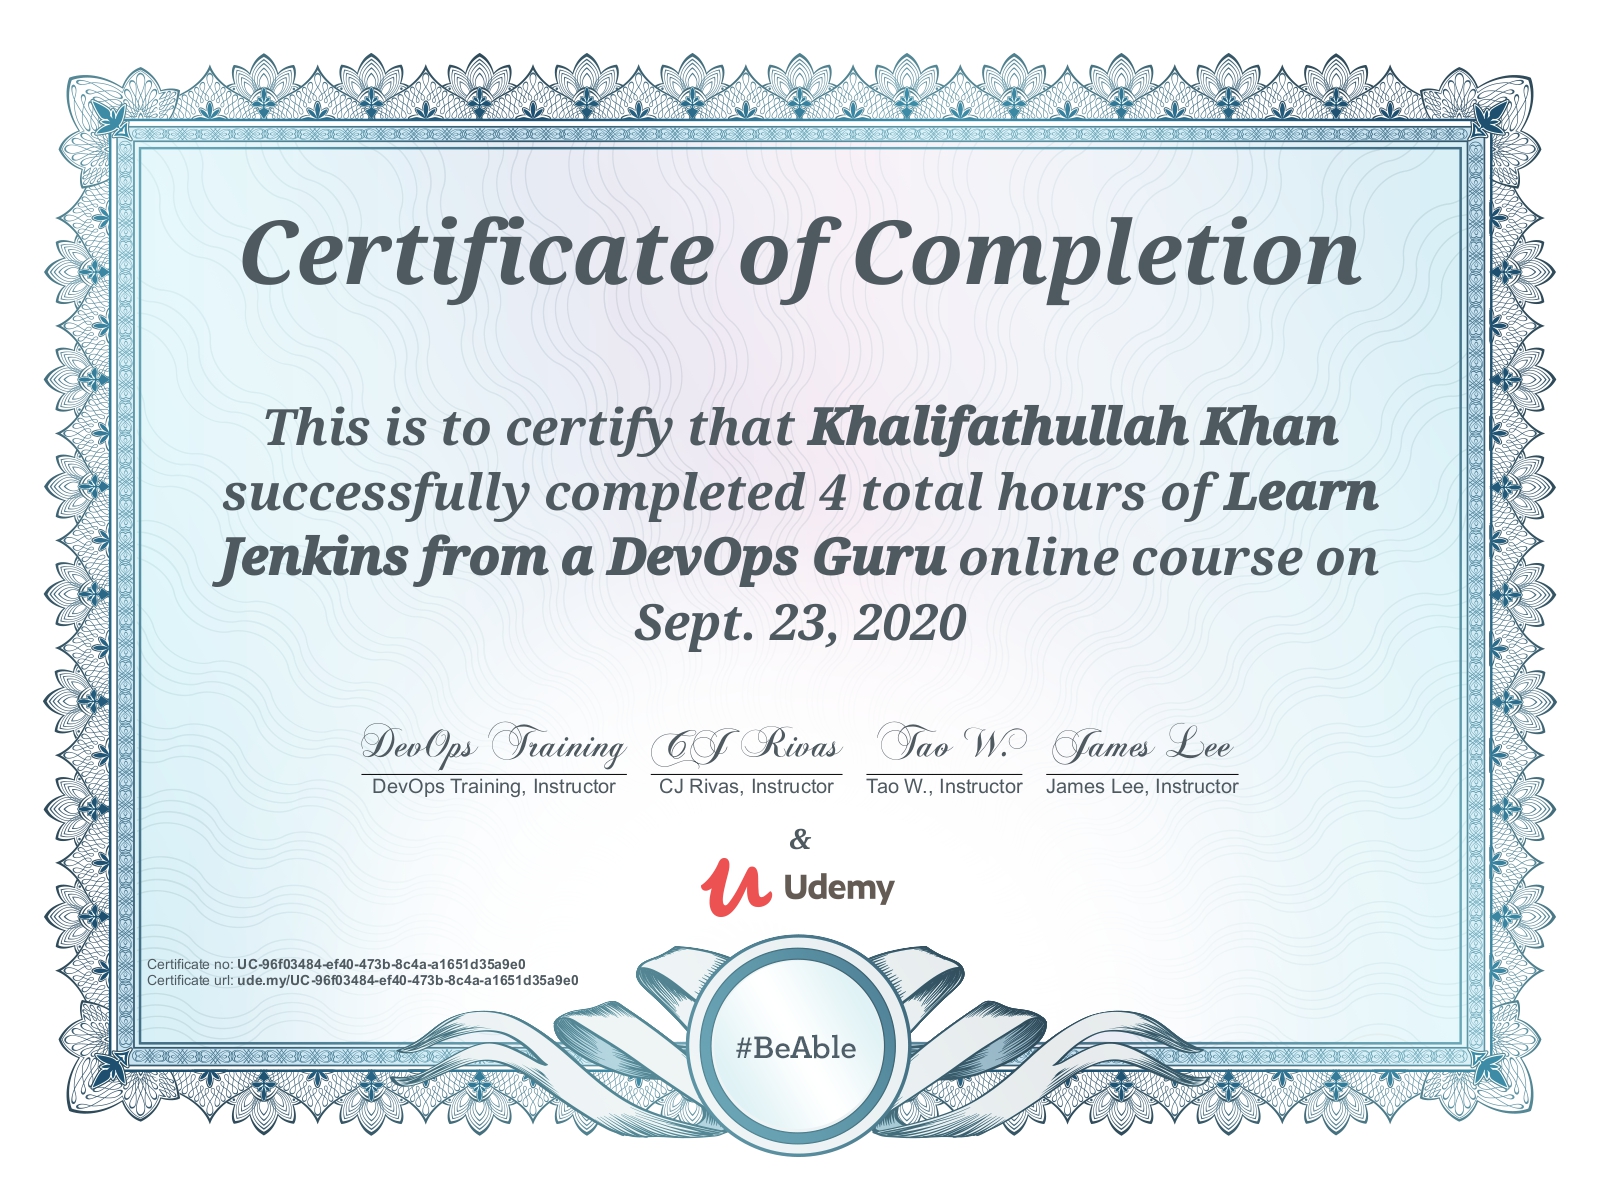 Certificate of Completion
This is to certify that Khalifathullah Khan
successfully completed 4 total hours of Learn
Jenkins from a DevOps Guru online course on
Sept. 23, 2020
DevOps Training CJ Rivas Tao W. James Lee
DevOps Training, Instructor CJ Rivas, Instructor Tao W., Instructor James Lee, Instructor
&
Udemy
Certificate no: UC-96f03484-ef40-473b-8c4a-a1651d35a9e0
Certificate url: ude.my/UC-96f03484-ef40-473b-8c4a-a1651d35a9e0
#BeAble